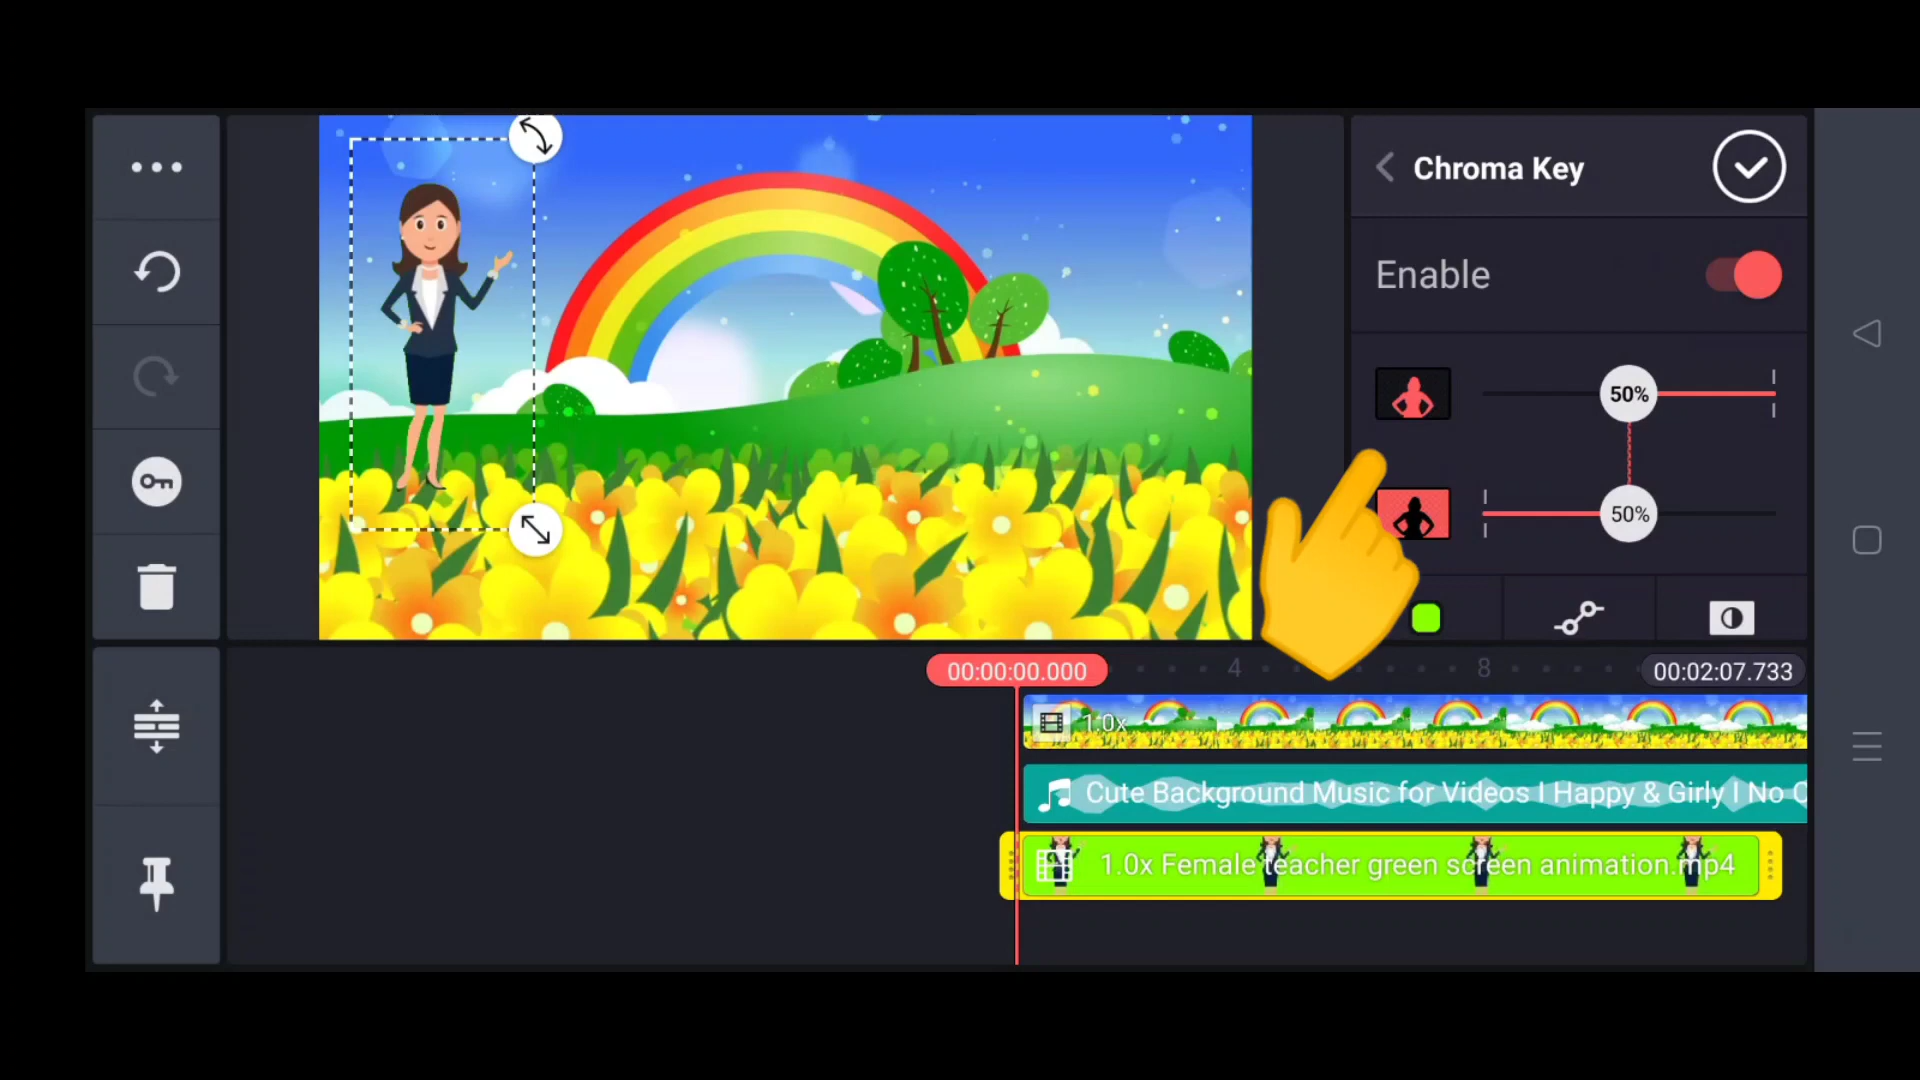 Chroma Key
Enable
50%
50%
00:00:00.000
4
8
00:02:07.733
1.0x
Cute Background Music for Videos I Happy & Girly I No C
1.0x Female teacher green screen animation.mp4